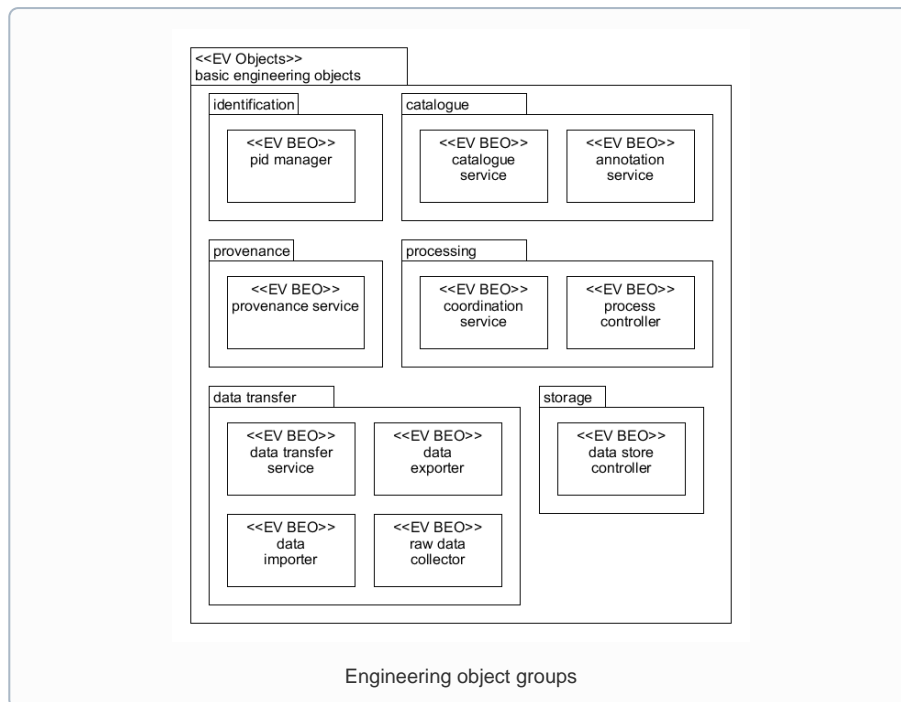 <<EV Objects>>
basic engineering objects
identification
<<EV BEO>>
pid manager
catalogue
<<EV BEO>>
catalogue
service
<<EV BEO>>
annotation
service
provenance
<<EV BEO>>
provenance service
processing
<<EV BEO>>
coordination
service
<<EV BEO>>
process
controller
data transfer
<<EV BEO>>
data transfer
service
<<EV BEO>>
data
exporter
<<EV BEO>>
data
importer
<<EV BEO>>
raw data
collector
storage
<<EV BEO>>
data store
controller
Engineering object groups